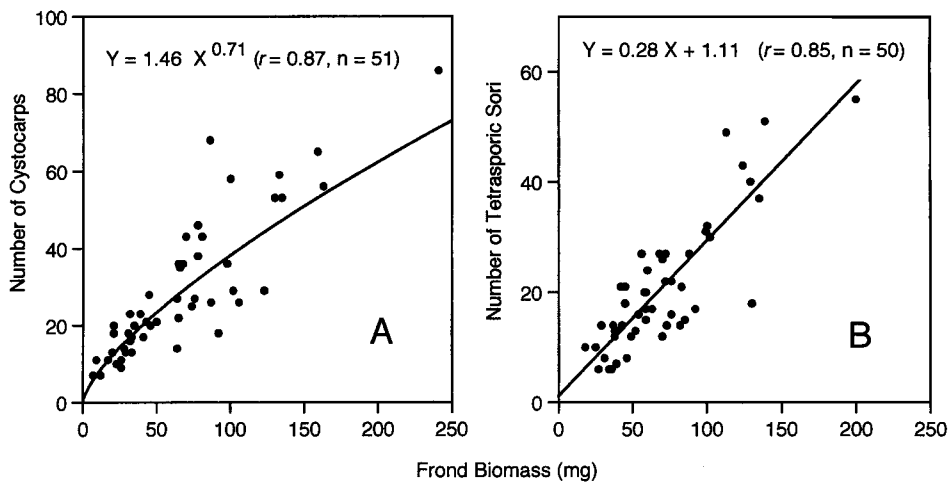 Y = 1.46 X^0.71 (r = 0.87, n = 51)
Number of Cystocarps
100
80
60
40
20
0
0 50 100 150 200 250
A
Y = 0.28 X + 1.11 (r = 0.85, n = 50)
Number of Tetrasporic Sori
60
40
20
0
0 50 100 150 200 250
B
Frond Biomass (mg)